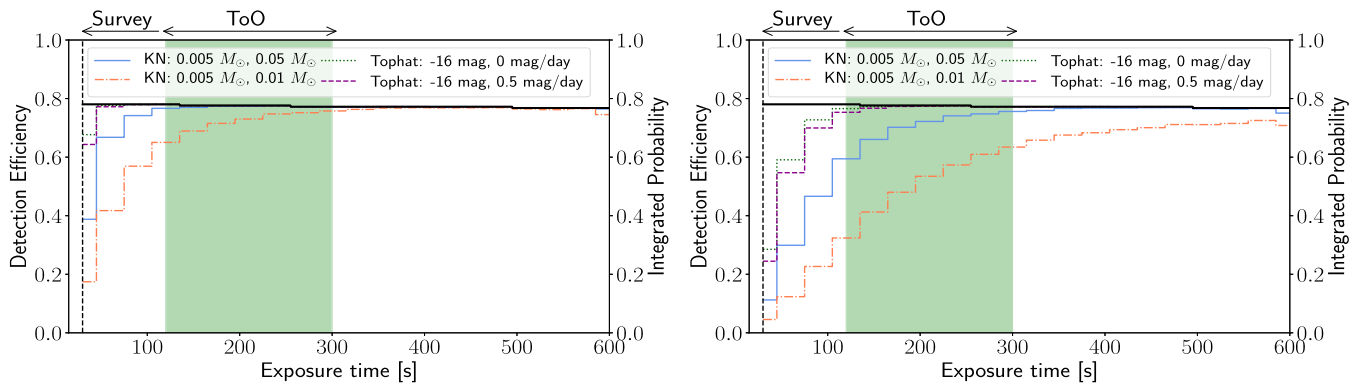 Survey ToO
1.0 1.0
KN: 0.005 M⊙, 0.05 M⊙ Tophat: -16 mag, 0 mag/day
KN: 0.005 M⊙, 0.01 M⊙ Tophat: -16 mag, 0.5 mag/day
0.8 0.8
0.6 0.6
0.4 0.4
0.2 0.2
0.0 0.0
Detection Efficiency
Integrated Probability
100 200 300 400 500 600
Exposure time [s]
Survey ToO
1.0 1.0
KN: 0.005 M⊙, 0.05 M⊙ Tophat: -16 mag, 0 mag/day
KN: 0.005 M⊙, 0.01 M⊙ Tophat: -16 mag, 0.5 mag/day
0.8 0.8
0.6 0.6
0.4 0.4
0.2 0.2
0.0 0.0
Detection Efficiency
Integrated Probability
100 200 300 400 500 600
Exposure time [s]